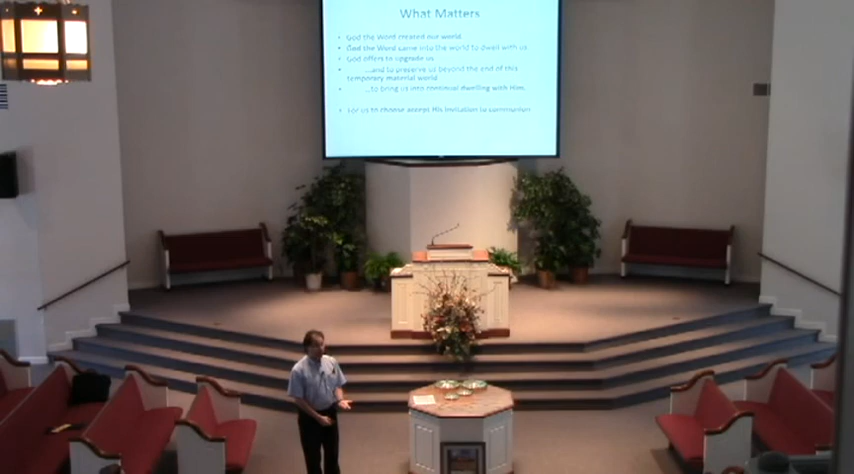 What Matters
• God the Word created our world.
• God the Word came into the world to dwell with us
• God offers to upgrade us
• …and to preserve us beyond the end of this
temporary material world
• …to bring us into continual dwelling with Him.
• For us to choose accept His invitation to communion